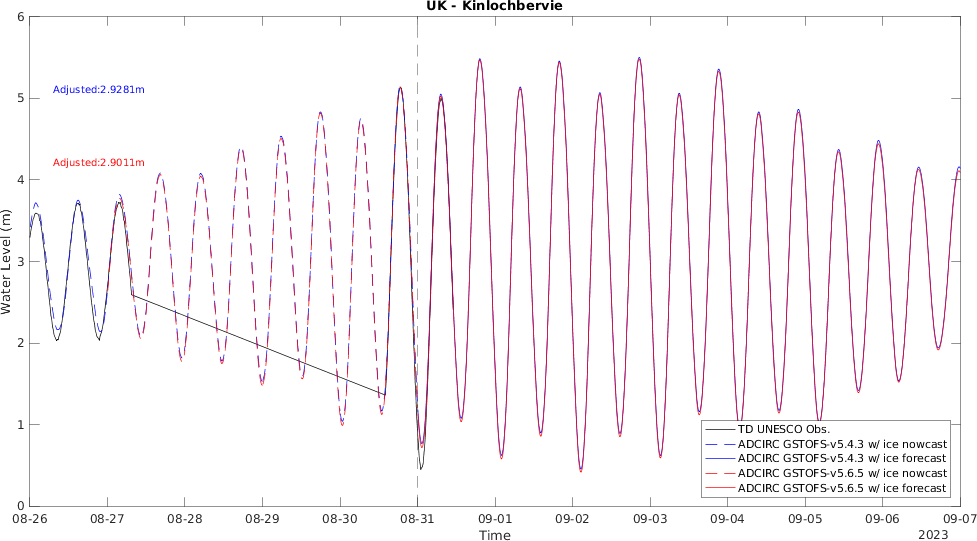 UK - Kinlochbervie
6
5
4
3
2
1
0
Water Level (m)
Adjusted:2.9281m
Adjusted:2.9011m
TD UNESCO Obs.
ADCIRC GSTOFS-v5.4.3 w/ ice nowcast
ADCIRC GSTOFS-v5.4.3 w/ ice forecast
ADCIRC GSTOFS-v5.6.5 w/ ice nowcast
ADCIRC GSTOFS-v5.6.5 w/ ice forecast
08-26 08-27 08-28 08-29 08-30 08-31 09-01 09-02 09-03 09-04 09-05 09-06 09-07
Time
2023